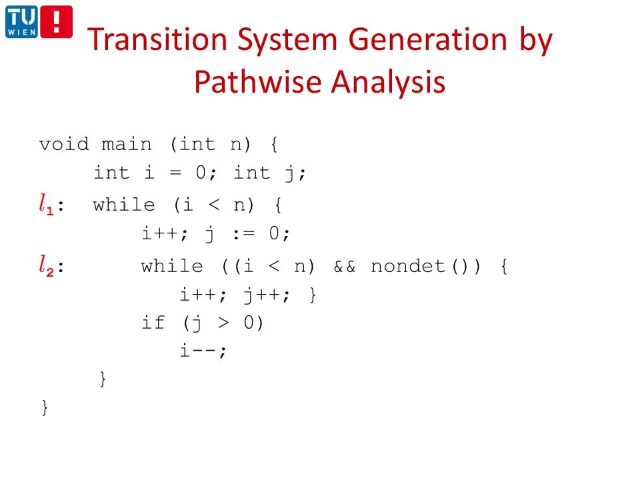 TU
WIEN
!
Transition System Generation by
Pathwise Analysis
void main (int n) {
int i = 0; int j;
l₁: while (i < n) {
i++; j := 0;
l₂: while ((i < n) && nondet()) {
i++; j++; }
if (j > 0)
i--;
}
}